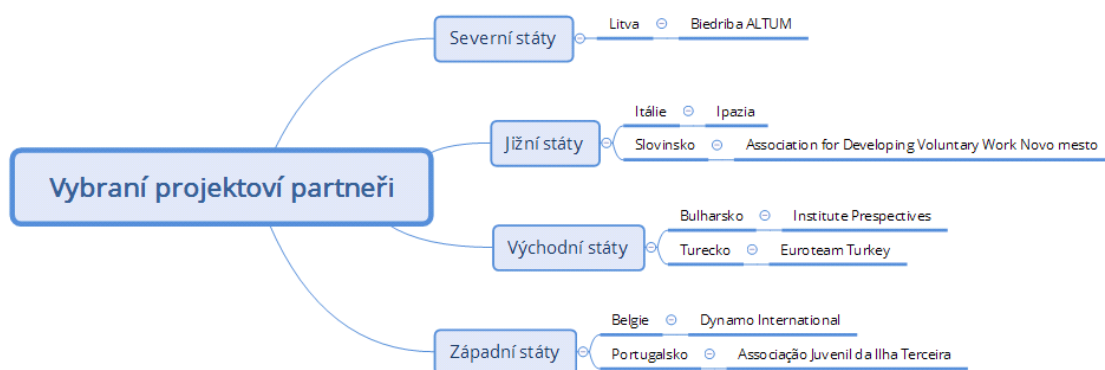 Vybraní projektoví partneři
Severní státy
Litva
Biedriba ALTUM
Jížní státy
Itálie
Ipazia
Slovinsko
Association for Developing Voluntary Work Novo mesto
Východní státy
Bulharsko
Institute Prespectives
Turecko
Euroteam Turkey
Západní státy
Belgie
Dynamo International
Portugalsko
Associação Juvenil da Ilha Terceira